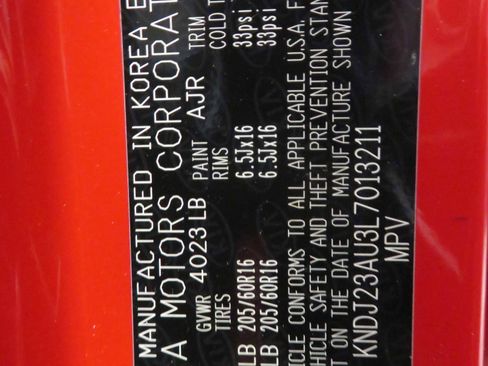 MANUFACTURED IN KOREA
A MOTORS CORPORAT
GVWR PAINT TRIM
4023LB AJR
TIRES RIMS COLD T
LB 205/60R16 6.5Jx16 33psi
LB 205/60R16 6.5Jx16 33psi
ICLE CONFORMS TO ALL APPLICABLE U.S.A. F
HICLE SAFETY AND THEFT PREVENTION STAN
T ON THE DATE OF MANUFACTURE SHOWN
KNDJ23AU3L7013211
MPV